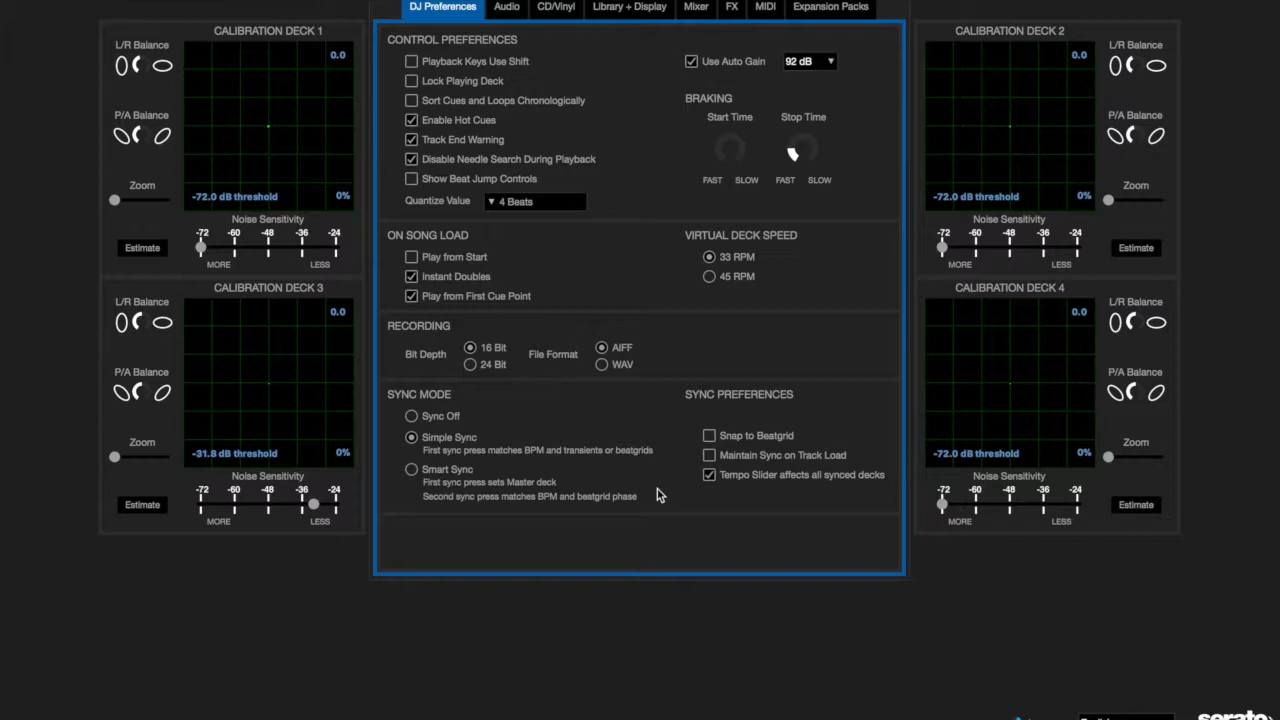 DJ Preferences Audio CD/Vinyl Library + Display Mixer FX MIDI Expansion Packs
CALIBRATION DECK 1
L/R Balance
0.0
P/A Balance
Zoom
-72.0 dB threshold 0%
Noise Sensitivity
-72 -60 -48 -36 -24
Estimate
MORE LESS
CALIBRATION DECK 3
L/R Balance
0.0
P/A Balance
Zoom
-31.8 dB threshold 0%
Noise Sensitivity
-72 -60 -48 -36 -24
Estimate
MORE LESS
CONTROL PREFERENCES
Playback Keys Use Shift
Lock Playing Deck
Sort Cues and Loops Chronologically
Enable Hot Cues
Track End Warning
Disable Needle Search During Playback
Show Beat Jump Controls
Quantize Value 4 Beats
Use Auto Gain 92 dB
BRAKING
Start Time Stop Time
FAST SLOW FAST SLOW
ON SONG LOAD
Play from Start
Instant Doubles
Play from First Cue Point
VIRTUAL DECK SPEED
33 RPM
45 RPM
RECORDING
Bit Depth 16 Bit File Format AIFF
24 Bit WAV
SYNC MODE
Sync Off
Simple Sync
First sync press matches BPM and transients or beatgrids
Smart Sync
First sync press sets Master deck
Second sync press matches BPM and beatgrid phase
SYNC PREFERENCES
Snap to Beatgrid
Maintain Sync on Track Load
Tempo Slider affects all synced decks
CALIBRATION DECK 2
0.0
L/R Balance
P/A Balance
Zoom
-72.0 dB threshold 0%
Noise Sensitivity
-72 -60 -48 -36 -24
Estimate
MORE LESS
CALIBRATION DECK 4
0.0
L/R Balance
P/A Balance
Zoom
-72.0 dB threshold 0%
Noise Sensitivity
-72 -60 -48 -36 -24
Estimate
MORE LESS
serato